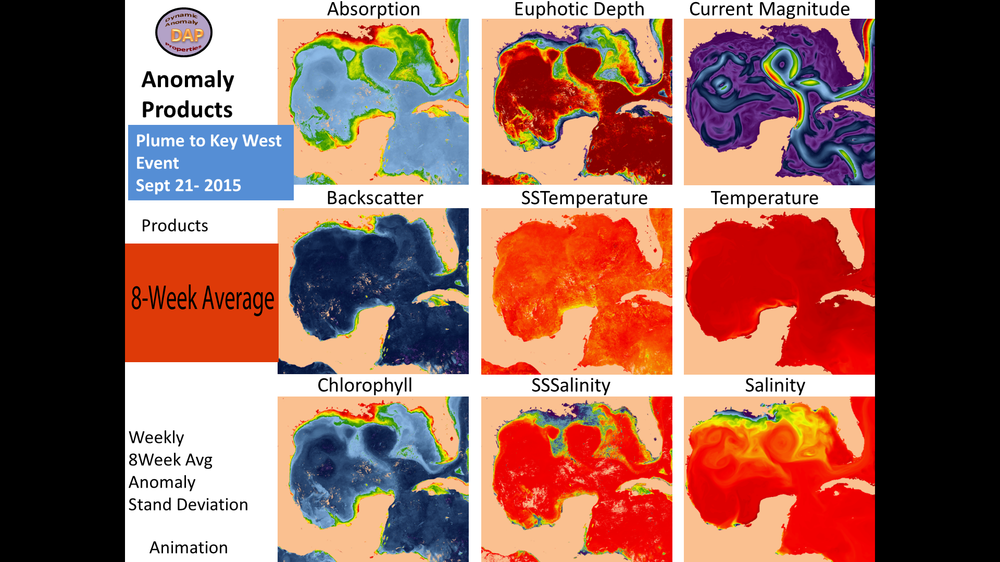 Dynamic
Anomaly
DAP
Properties
Anomaly
Products
Plume to Key West
Event
Sept 21- 2015
Products
8-Week Average
Weekly
8Week Avg
Anomaly
Stand Deviation
Animation
Absorption
Euphotic Depth
Current Magnitude
Backscatter
SSTemperature
Temperature
Chlorophyll
SSSalinity
Salinity